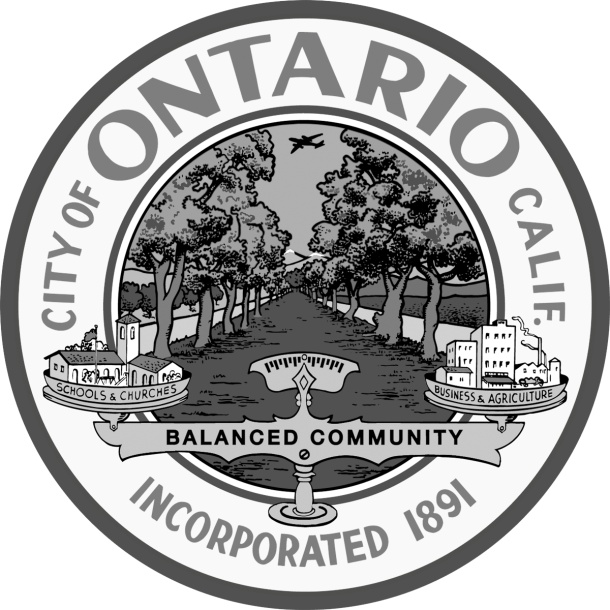 CITY OF ONTARIO CALIF.
SCHOOLS & CHURCHES
BUSINESS & AGRICULTURE
BALANCED COMMUNITY
INCORPORATED 1891